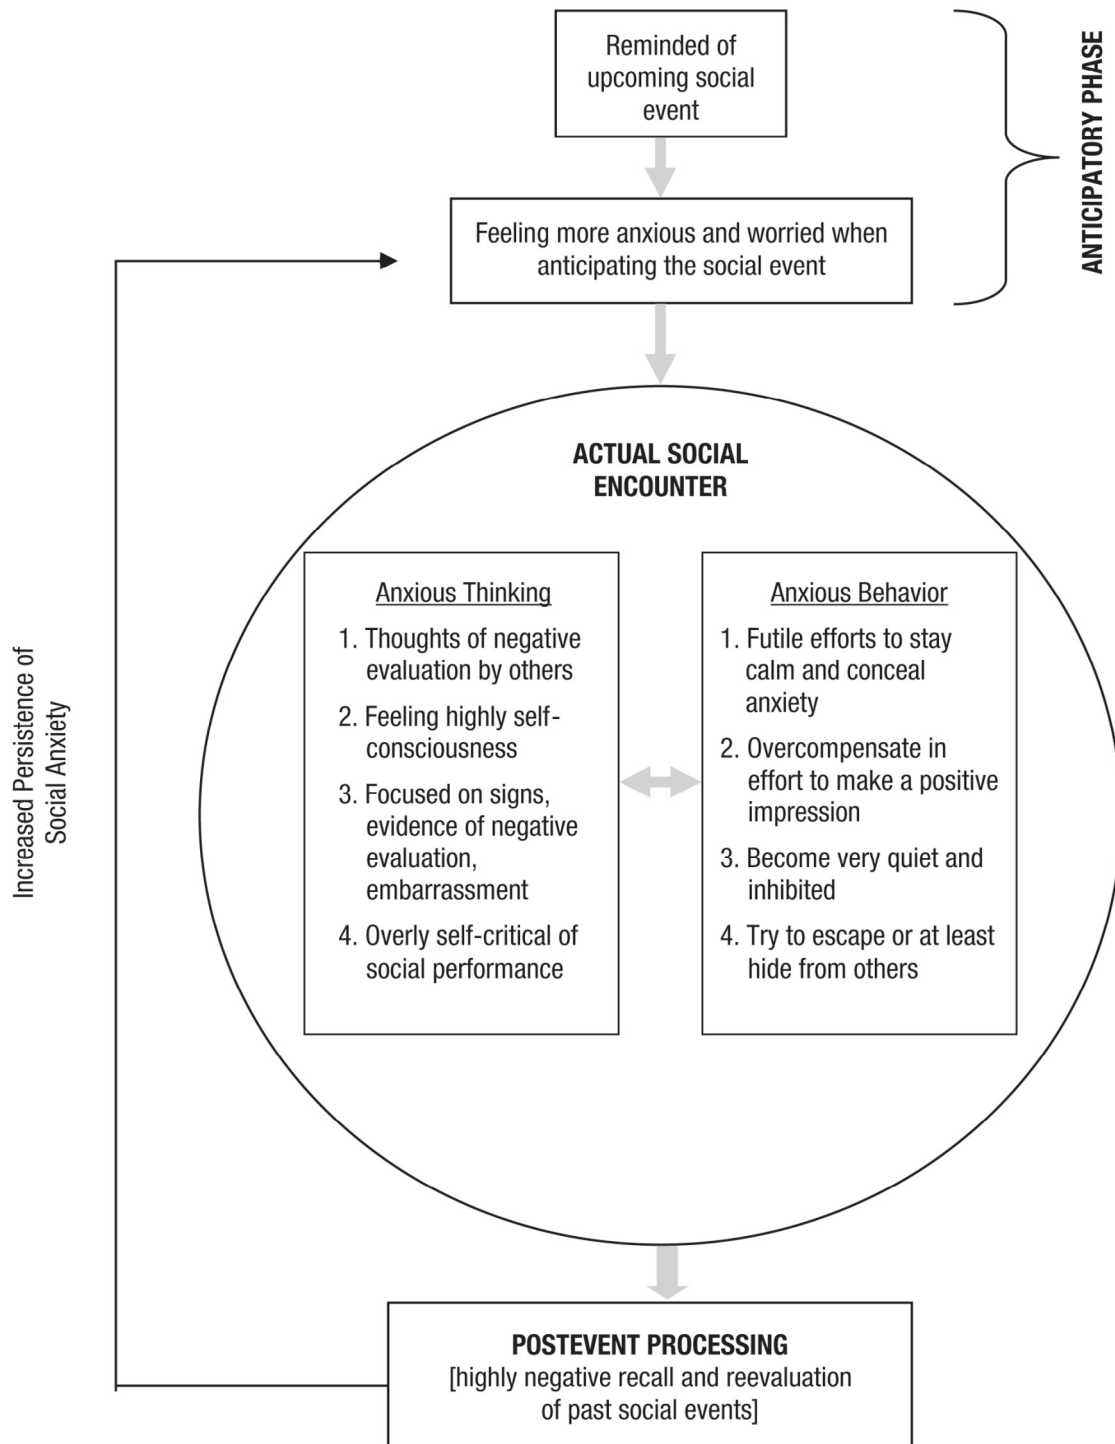 Reminded of
upcoming social
event
ANTICIPATORY PHASE
Feeling more anxious and worried when
anticipating the social event
ACTUAL SOCIAL
ENCOUNTER
Anxious Thinking
1. Thoughts of negative
evaluation by others
2. Feeling highly self-
consciousness
3. Focused on signs,
evidence of negative
evaluation,
embarrassment
4. Overly self-critical of
social performance
Anxious Behavior
1. Futile efforts to stay
calm and conceal
anxiety
2. Overcompensate in
effort to make a positive
impression
3. Become very quiet and
inhibited
4. Try to escape or at least
hide from others
Increased Persistence of
Social Anxiety
POSTEVENT PROCESSING
[highly negative recall and reevaluation
of past social events]